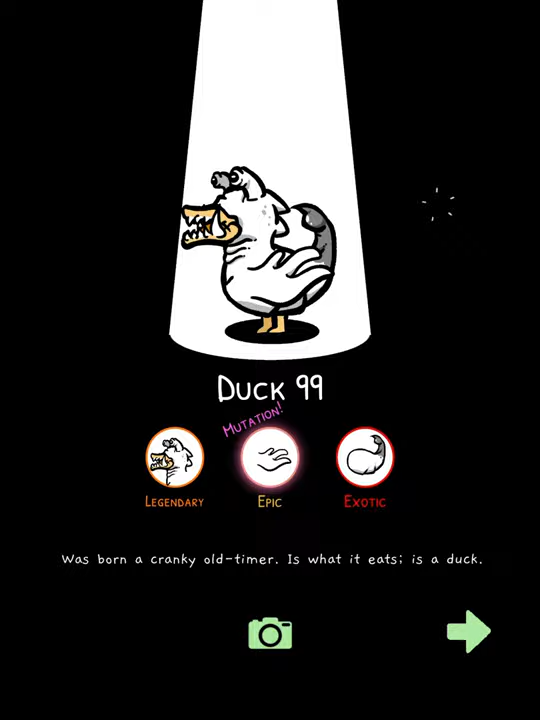 DUCK 99
MUTATION!
LEGENDARY
EPIC
EXOTIC
Was born a cranky old-timer. Is what it eats; is a duck.